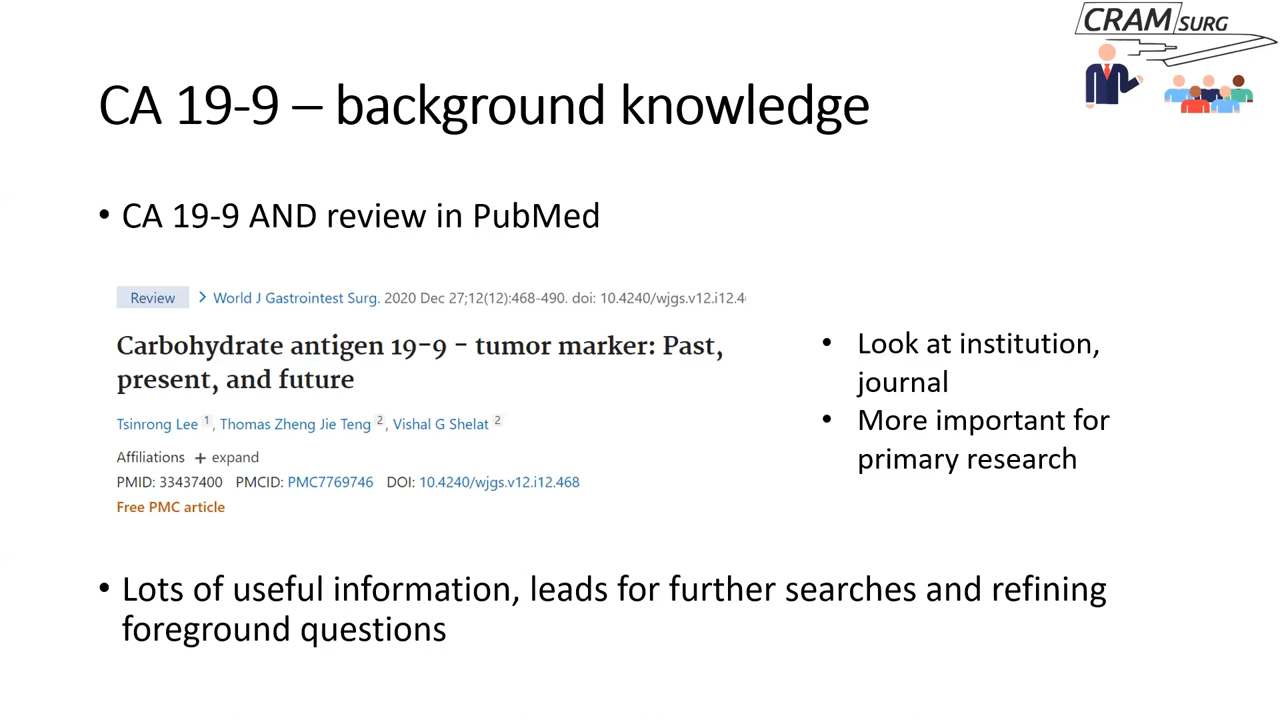 CRAM SURG
CA 19-9 – background knowledge
• CA 19-9 AND review in PubMed
Review > World J Gastrointest Surg. 2020 Dec 27;12(12):468-490. doi: 10.4240/wjgs.v12.i12.4
Carbohydrate antigen 19-9 - tumor marker: Past,
present, and future
Tsinrong Lee 1, Thomas Zheng Jie Teng 2, Vishal G Shelat 2
Affiliations + expand
PMID: 33437400 PMCID: PMC7769746 DOI: 10.4240/wjgs.v12.i12.468
Free PMC article
• Look at institution,
journal
• More important for
primary research
• Lots of useful information, leads for further searches and refining
foreground questions